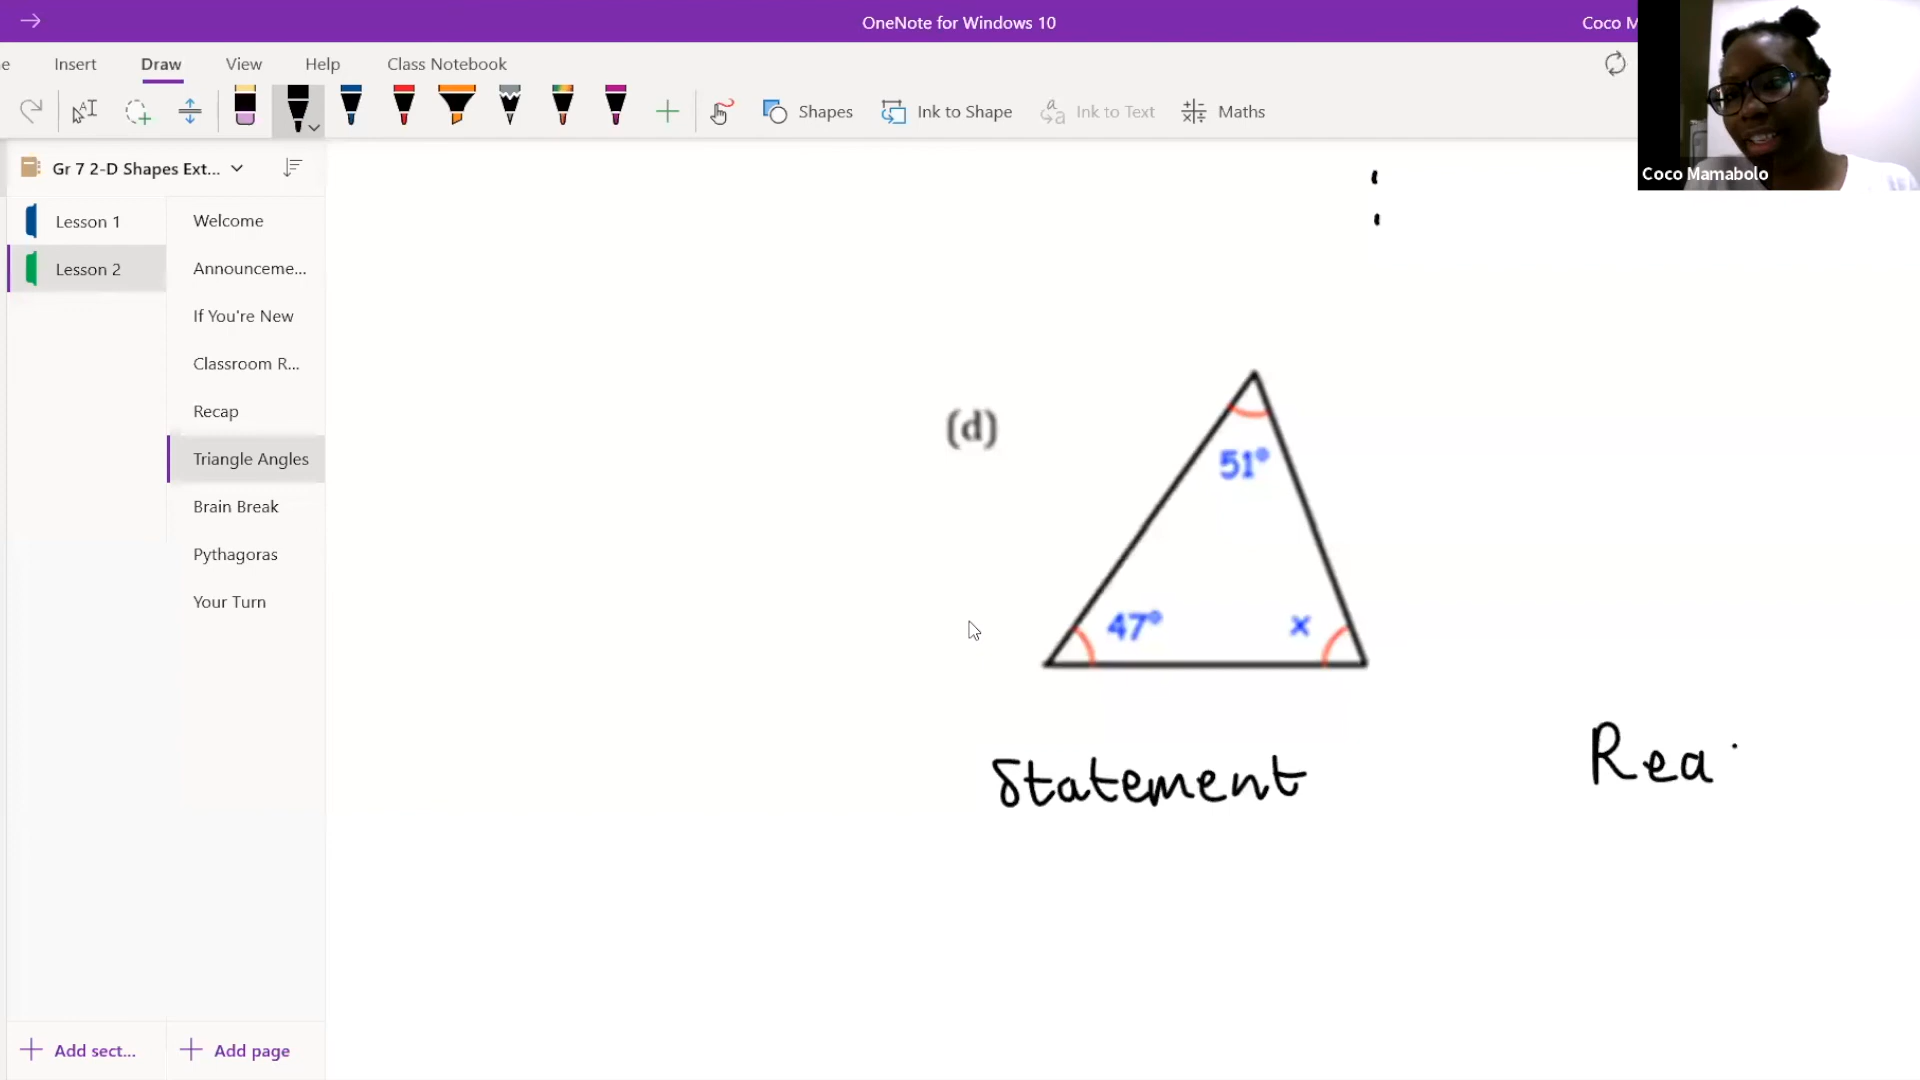 OneNote for Windows 10
Coco M
e
Insert
Draw
View
Help
Class Notebook
Shapes
Ink to Shape
Ink to Text
Maths
Coco Mamabolo
Gr 7 2-D Shapes Ext...
Lesson 1
Lesson 2
Welcome
Announceme...
If You're New
Classroom R...
Recap
Triangle Angles
Brain Break
Pythagoras
Your Turn
(d)
51°
47°
x
Statement
Rea
Add sect...
Add page